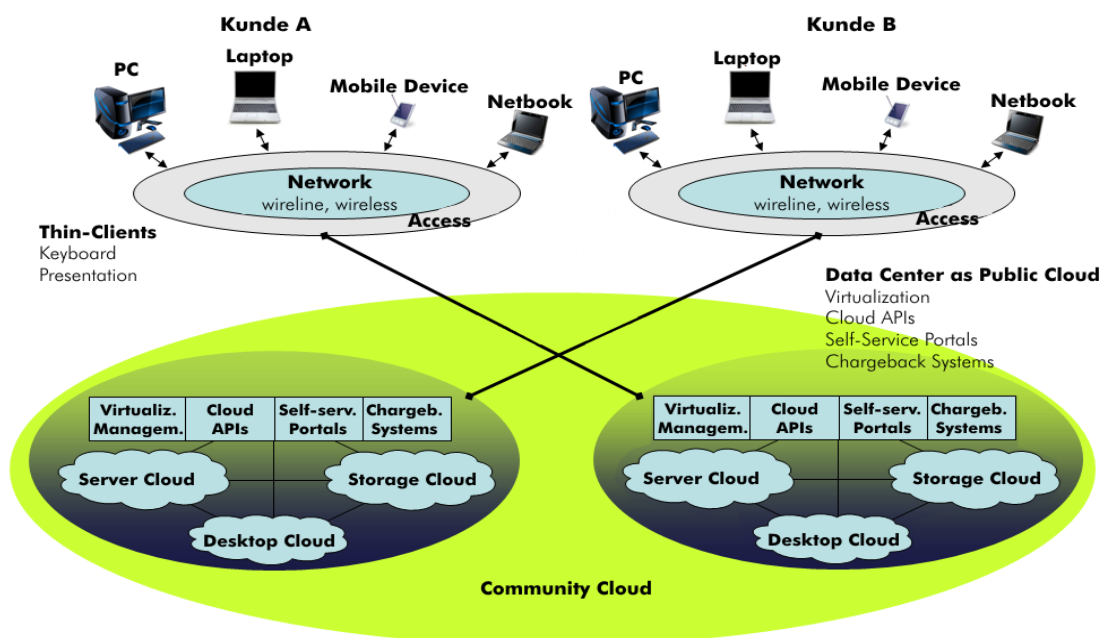 Kunde A
Kunde B
Laptop
PC
Mobile Device
Netbook
Laptop
PC
Mobile Device
Netbook
Network
wireline, wireless
Access
Network
wireline, wireless
Access
Thin-Clients
Keyboard
Presentation
Data Center as Public Cloud
Virtualization
Cloud APIs
Self-Service Portals
Chargeback Systems
Virtualiz.
Managem.
Cloud
APIs
Self-serv.
Portals
Chargeb.
Systems
Server Cloud
Storage Cloud
Desktop Cloud
Virtualiz.
Managem.
Cloud
APIs
Self-serv.
Portals
Chargeb.
Systems
Server Cloud
Storage Cloud
Desktop Cloud
Community Cloud